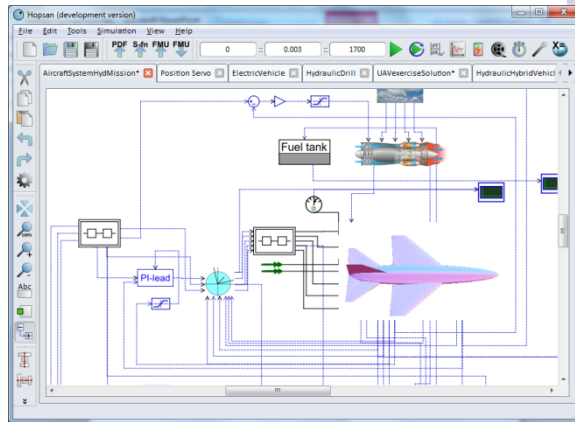 Hopsan (development version)
File Edit Tools Simulation View Help
PDF S-fn FMU FMU 0 :: 0.003 :: 1700
AircraftSystemHydMission* Position Servo ElectricVehicle HydraulicDrill UAVexerciseSolution* HydraulicHybridVehicl
Fuel tank
PI-lead
100%
Abc